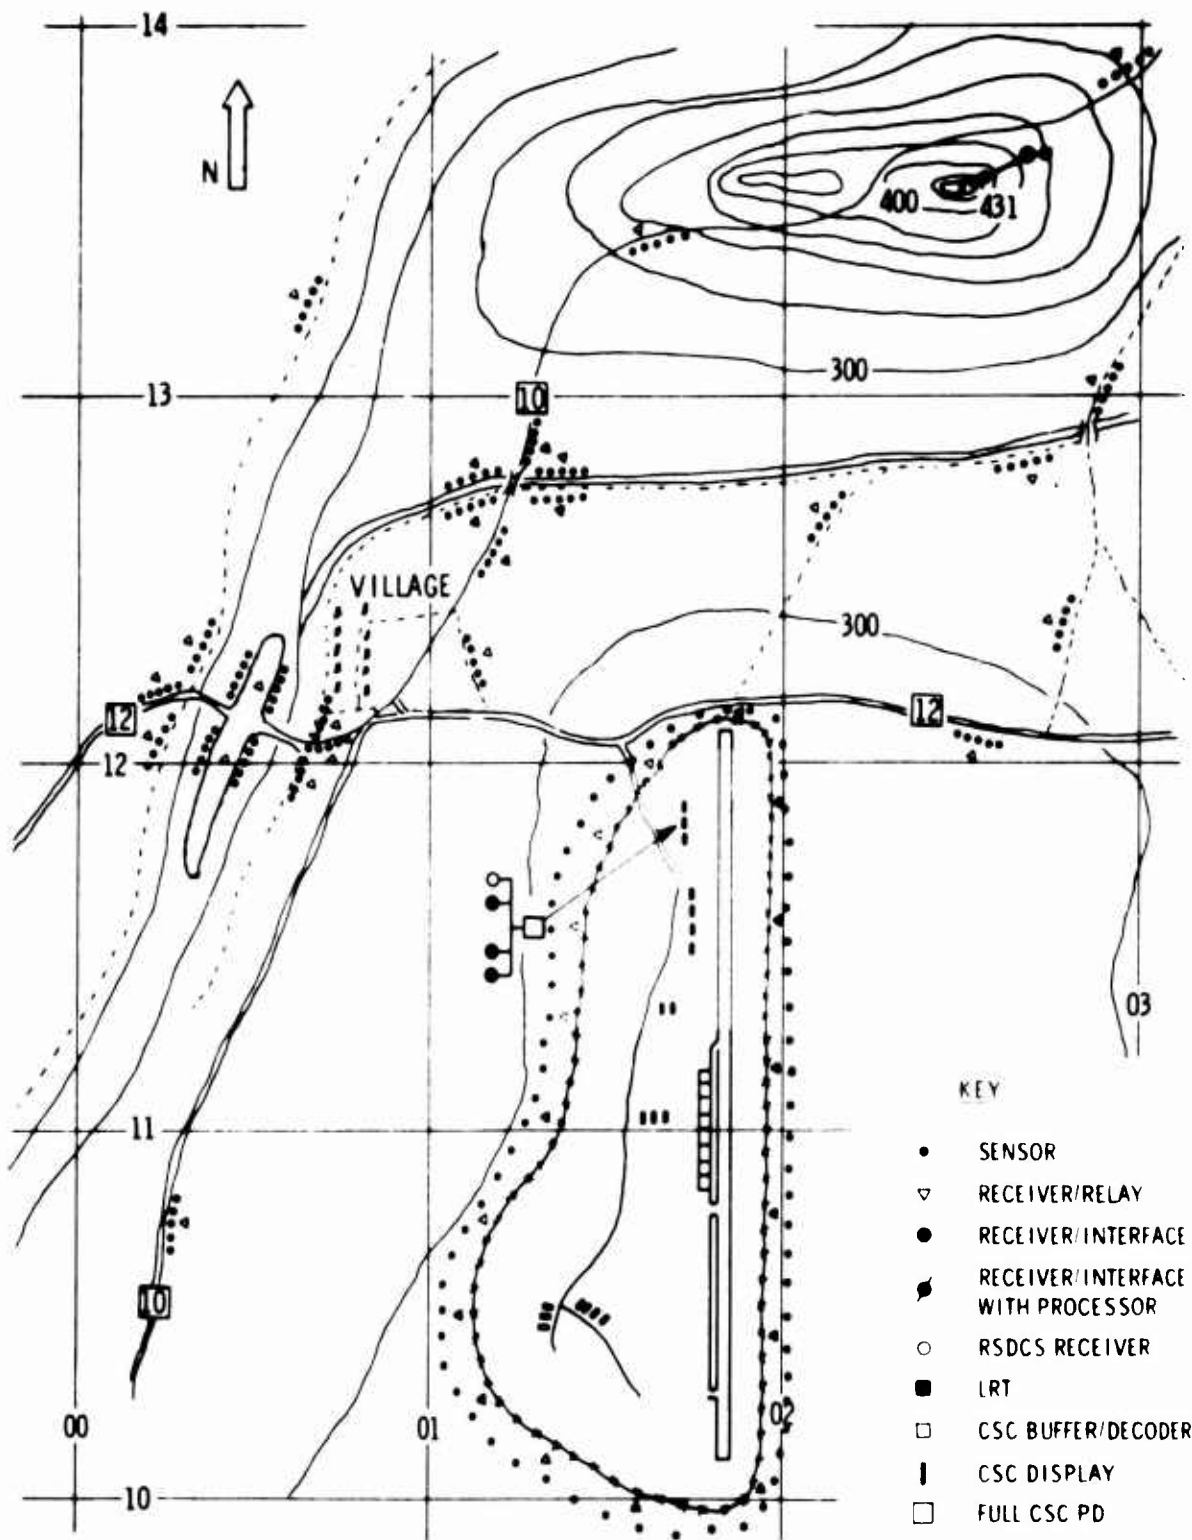 14
N
400
431
300
13
10
VILLAGE
300
12
12
12
03
11
10
00
01
02
10
KEY
SENSOR
RECEIVER/RELAY
RECEIVER/INTERFACE
RECEIVER/INTERFACE
WITH PROCESSOR
RSDCS RECEIVER
LRT
CSC BUFFER/DECODER
CSC DISPLAY
FULL CSC PD